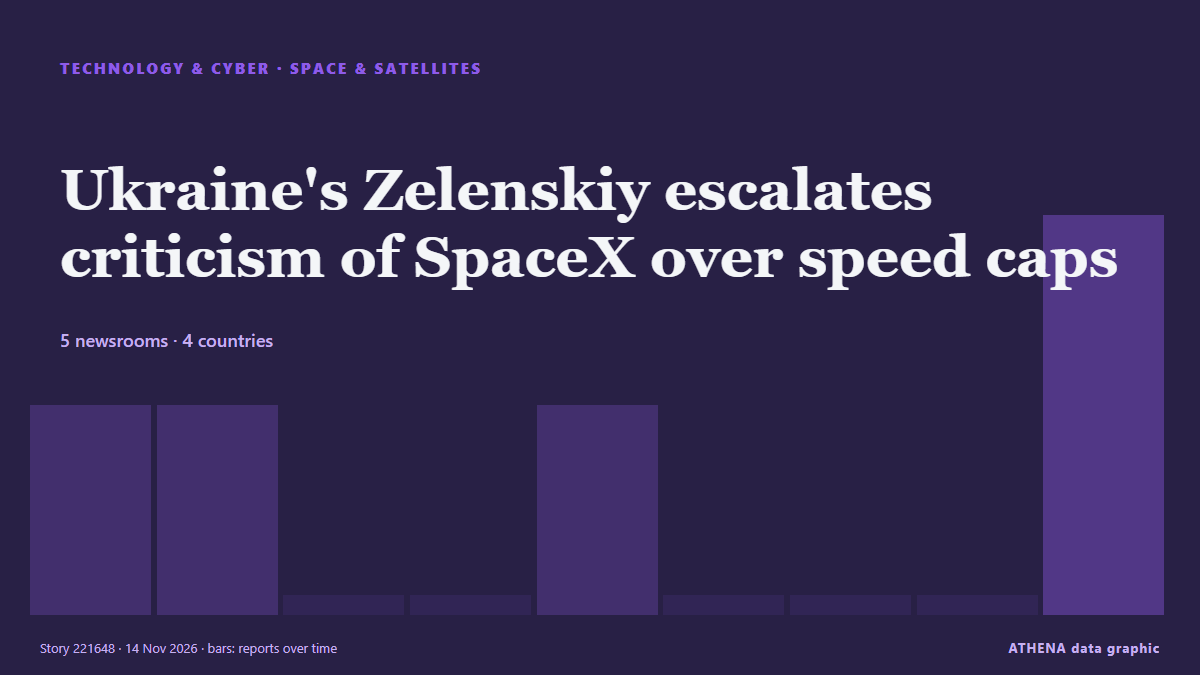 TECHNOLOGY & CYBER · SPACE & SATELLITES
Ukraine's Zelenskiy escalates
criticism of SpaceX over speed caps
5 newsrooms · 4 countries
Story 221648 · 14 Nov 2026 · bars: reports over time
ATHENA data graphic